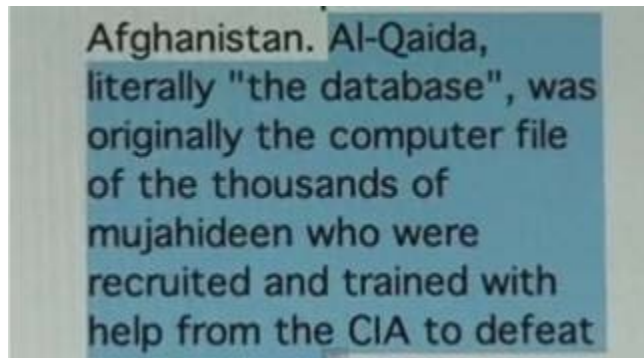 Afghanistan. Al-Qaida,
literally "the database", was
originally the computer file
of the thousands of
mujahideen who were
recruited and trained with
help from the CIA to defeat